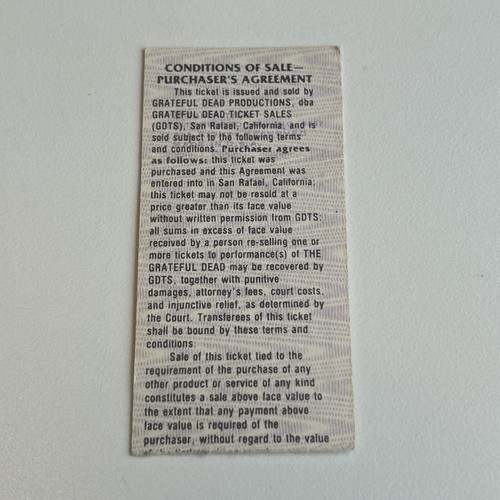 CONDITIONS OF SALE—
PURCHASER'S AGREEMENT
This ticket is issued and sold by
GRATEFUL DEAD PRODUCTIONS, dba
GRATEFUL DEAD TICKET SALES
(GDTS), San Rafael, California, and is
sold subject to the following terms
and conditions. Purchaser agrees
as follows: this ticket was
purchased and this Agreement was
entered into in San Rafael, California;
this ticket may not be resold at a
price greater than its face value
without written permission from GDTS;
all sums in excess of face value
received by a person re-selling one or
more tickets to performance(s) of THE
GRATEFUL DEAD may be recovered by
GDTS, together with punitive
damages, attorney's fees, court costs,
and injunctive relief, as determined by
the Court. Transferees of this ticket
shall be bound by these terms and
conditions.
Sale of this ticket tied to the
requirement of the purchase of any
other product or service of any kind
constitutes a sale above face value to
the extent that any payment above
face value is required of the
purchaser, without regard to the value